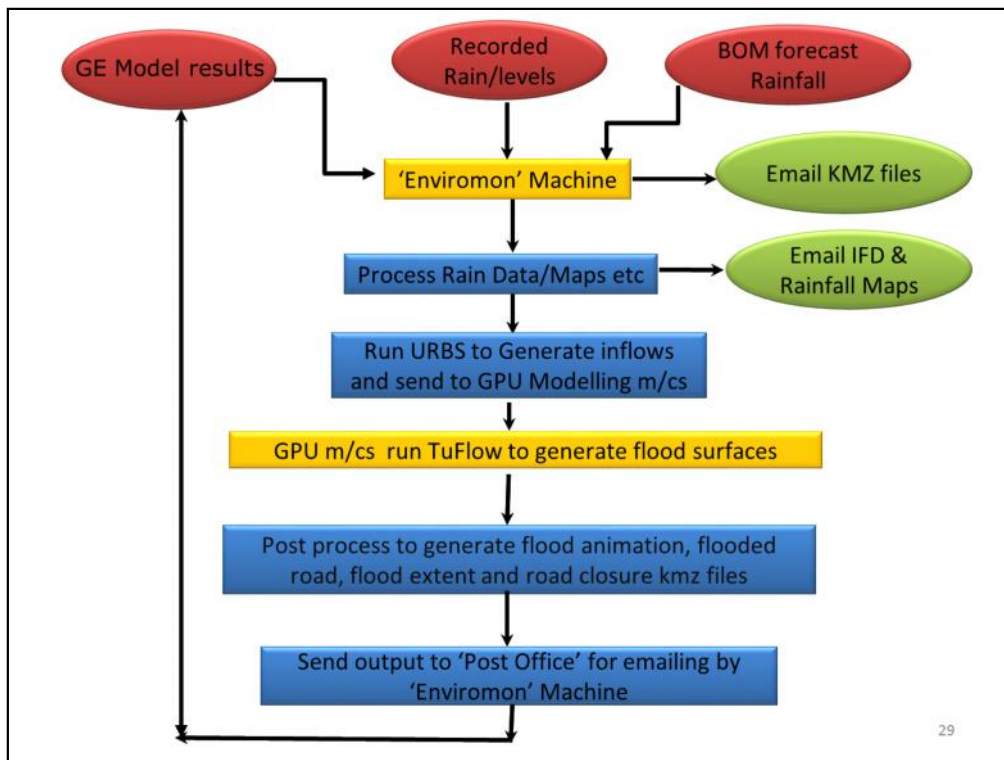 GE Model results
Recorded
Rain/levels
BOM forecast
Rainfall
‘Enviromon’ Machine
Email KMZ files
Process Rain Data/Maps etc
Email IFD &
Rainfall Maps
Run URBS to Generate inflows
and send to GPU Modelling m/cs
GPU m/cs run TuFlow to generate flood surfaces
Post process to generate flood animation, flooded
road, flood extent and road closure kmz files
Send output to ‘Post Office’ for emailing by
‘Enviromon’ Machine
29